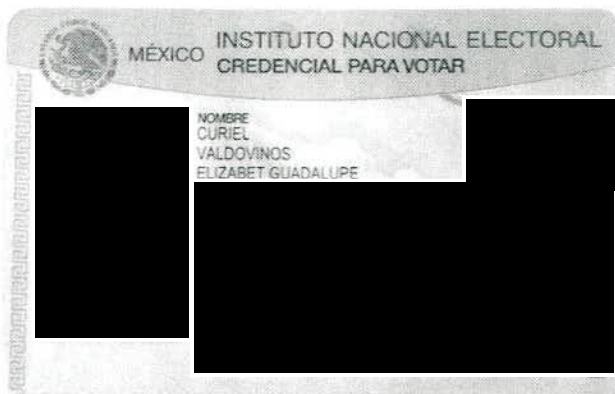 MÉXICO
INSTITUTO NACIONAL ELECTORAL
CREDENCIAL PARA VOTAR
NOMBRE
CURIEL
VALDOVINOS
ELIZABET GUADALUPE